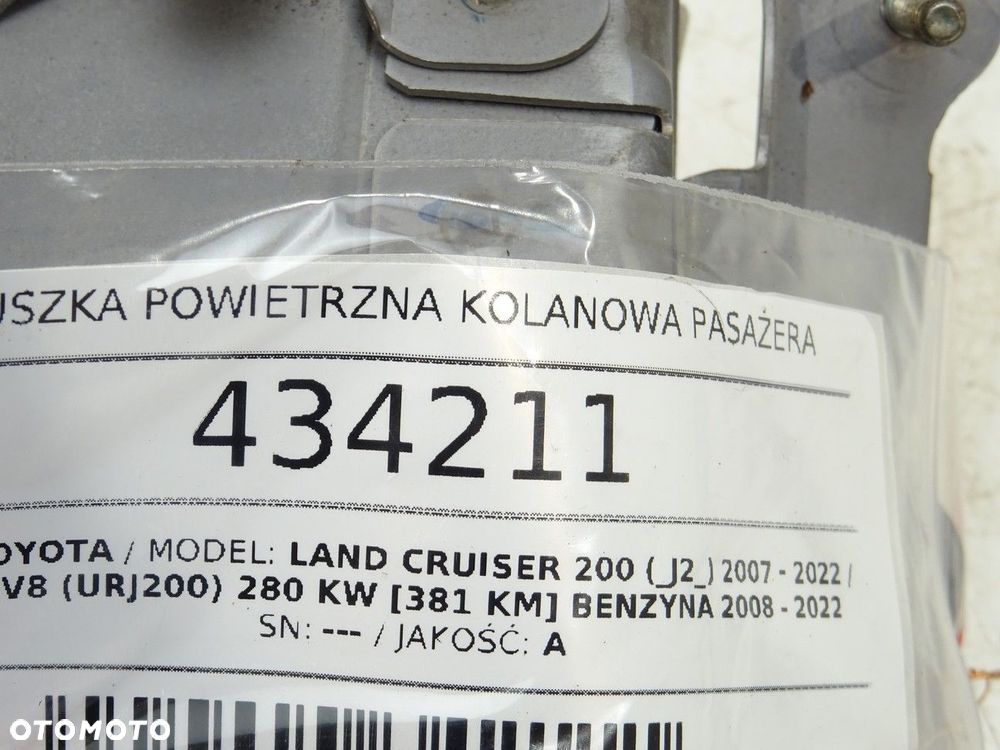 USZKA POWIETRZNA KOLANOWA PASAŻERA
434211
OYOTA / MODEL: LAND CRUISER 200 (_J2_) 2007 - 2022 /
V8 (URJ200) 280 KW [381 KM] BENZYNA 2008 - 2022
SN: --- / JAKOŚĆ: A
OTOMOTO